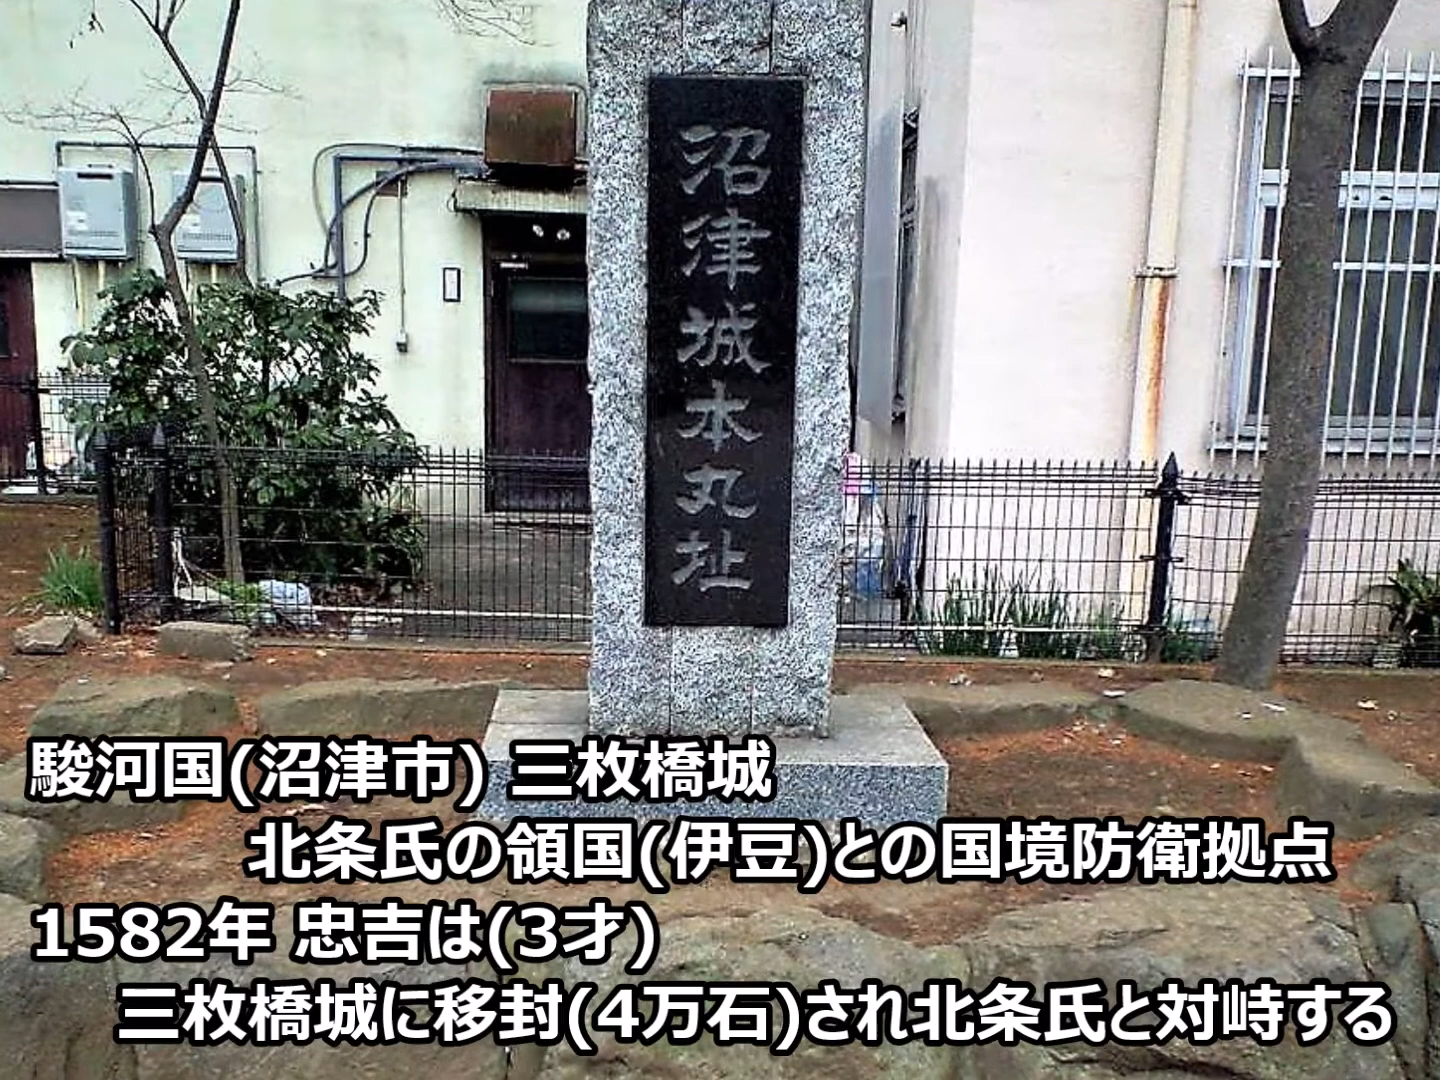 沼津城本丸址
駿河国(沼津市) 三枚橋城
北条氏の領国(伊豆)との国境防衛拠点
1582年 忠吉は(3才)
三枚橋城に移封(4万石)され北条氏と対峙する